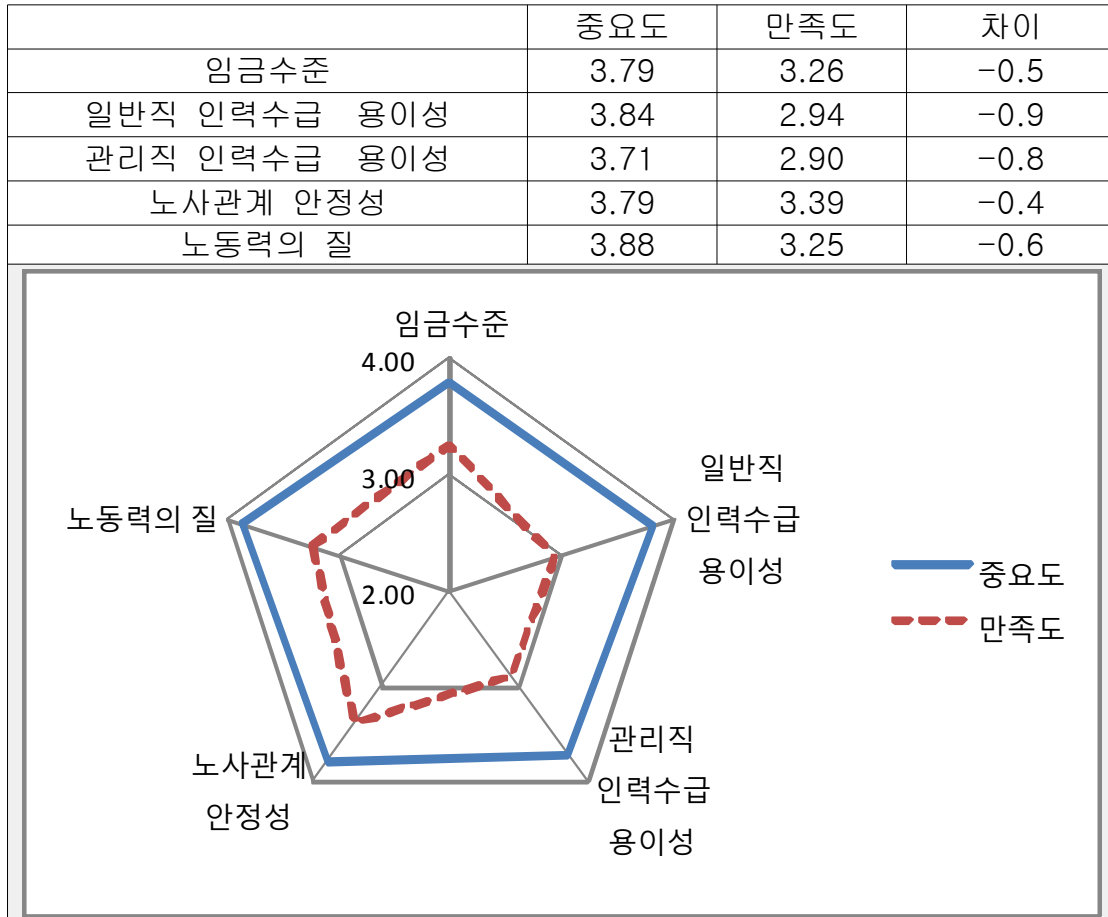 중요도 만족도 차이
임금수준 3.79 3.26 -0.5
일반직 인력수급 용이성 3.84 2.94 -0.9
관리직 인력수급 용이성 3.71 2.90 -0.8
노사관계 안정성 3.79 3.39 -0.4
노동력의 질 3.88 3.25 -0.6
임금수준
4.00
3.00
2.00
일반직
인력수급
용이성
노동력의 질
중요도
만족도
관리직
인력수급
용이성
노사관계
안정성